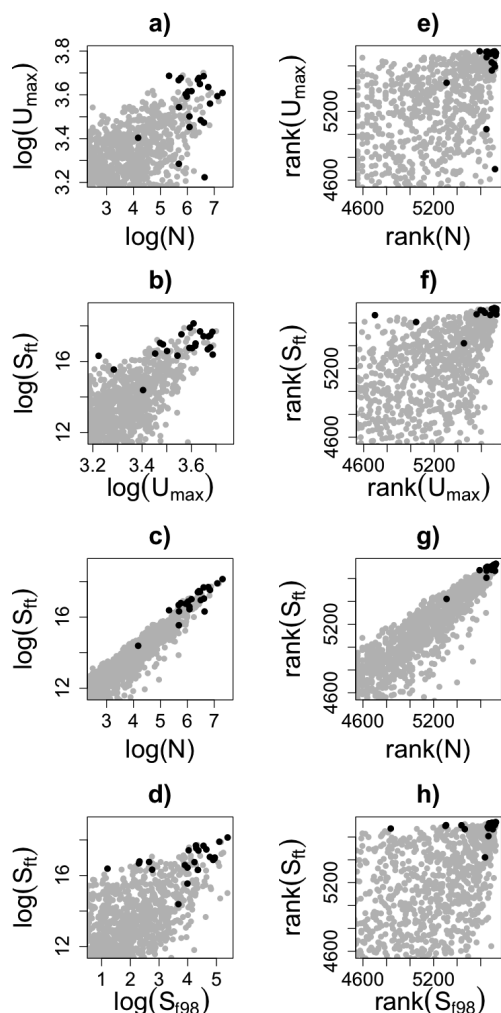 a)
log(Umax)
3.2 3.4 3.6 3.8
3 4 5 6 7
log(N)
e)
rank(Umax)
4600 5200
4600 5200
rank(N)
b)
log(Sft)
12 16
3.2 3.4 3.6
log(Umax)
f)
rank(Sft)
4600 5200
4600 5200
rank(Umax)
c)
log(Sft)
12 16
3 4 5 6 7
log(N)
g)
rank(Sft)
4600 5200
4600 5200
rank(N)
d)
log(Sft)
12 16
1 2 3 4 5
log(Sf98)
h)
rank(Sft)
4600 5200
4600 5200
rank(Sf98)